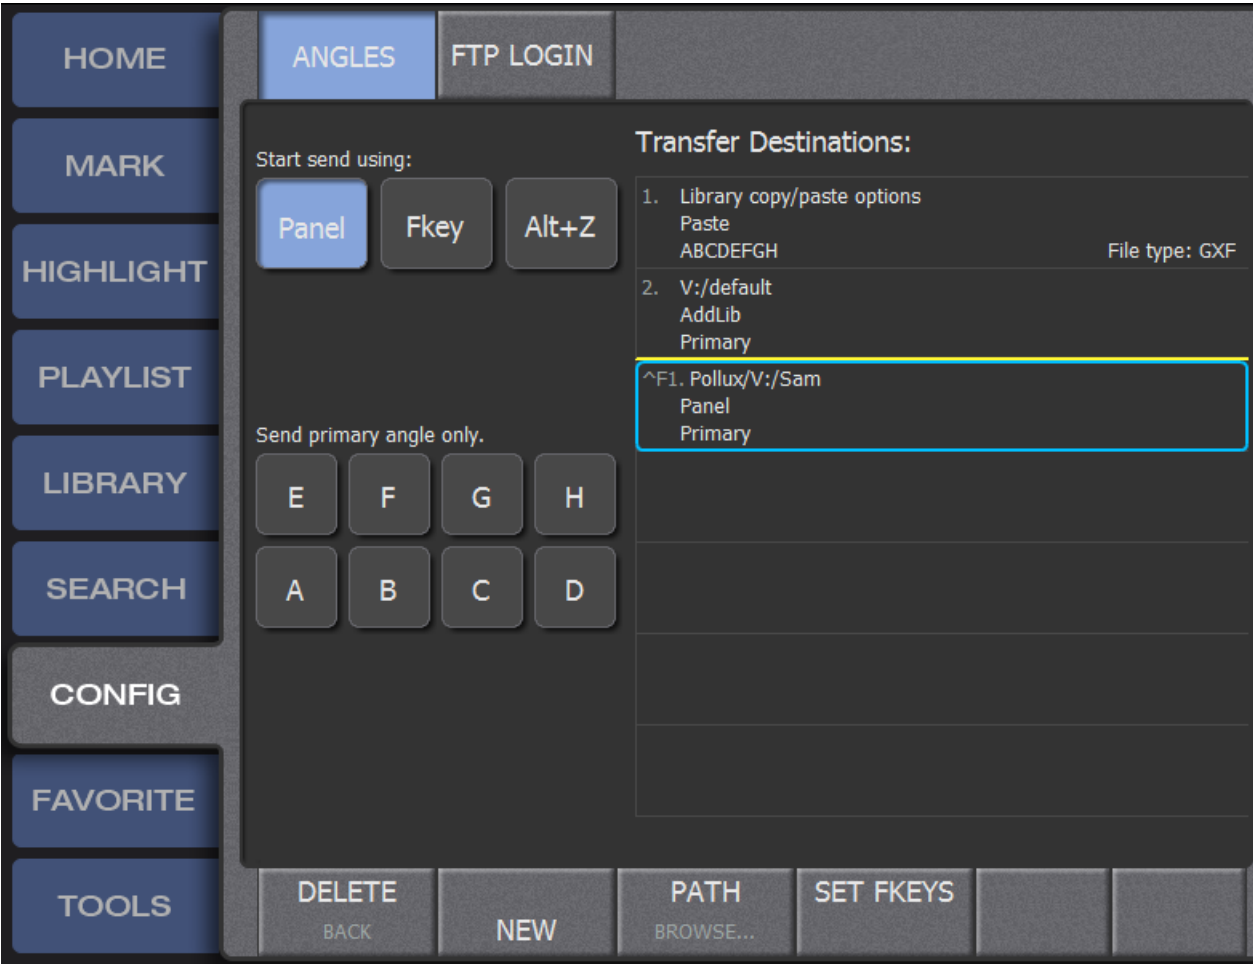 HOME
MARK
HIGHLIGHT
PLAYLIST
LIBRARY
SEARCH
CONFIG
FAVORITE
TOOLS
ANGLES
FTP LOGIN
Start send using:
Panel
Fkey
Alt+Z
Send primary angle only.
E
F
G
H
A
B
C
D
Transfer Destinations:
1. Library copy/paste options
Paste
ABCDEFGH File type: GXF
2. V:/default
AddLib
Primary
^F1. Pollux/V:/Sam
Panel
Primary
DELETE
BACK
NEW
PATH
BROWSE...
SET FKEYS